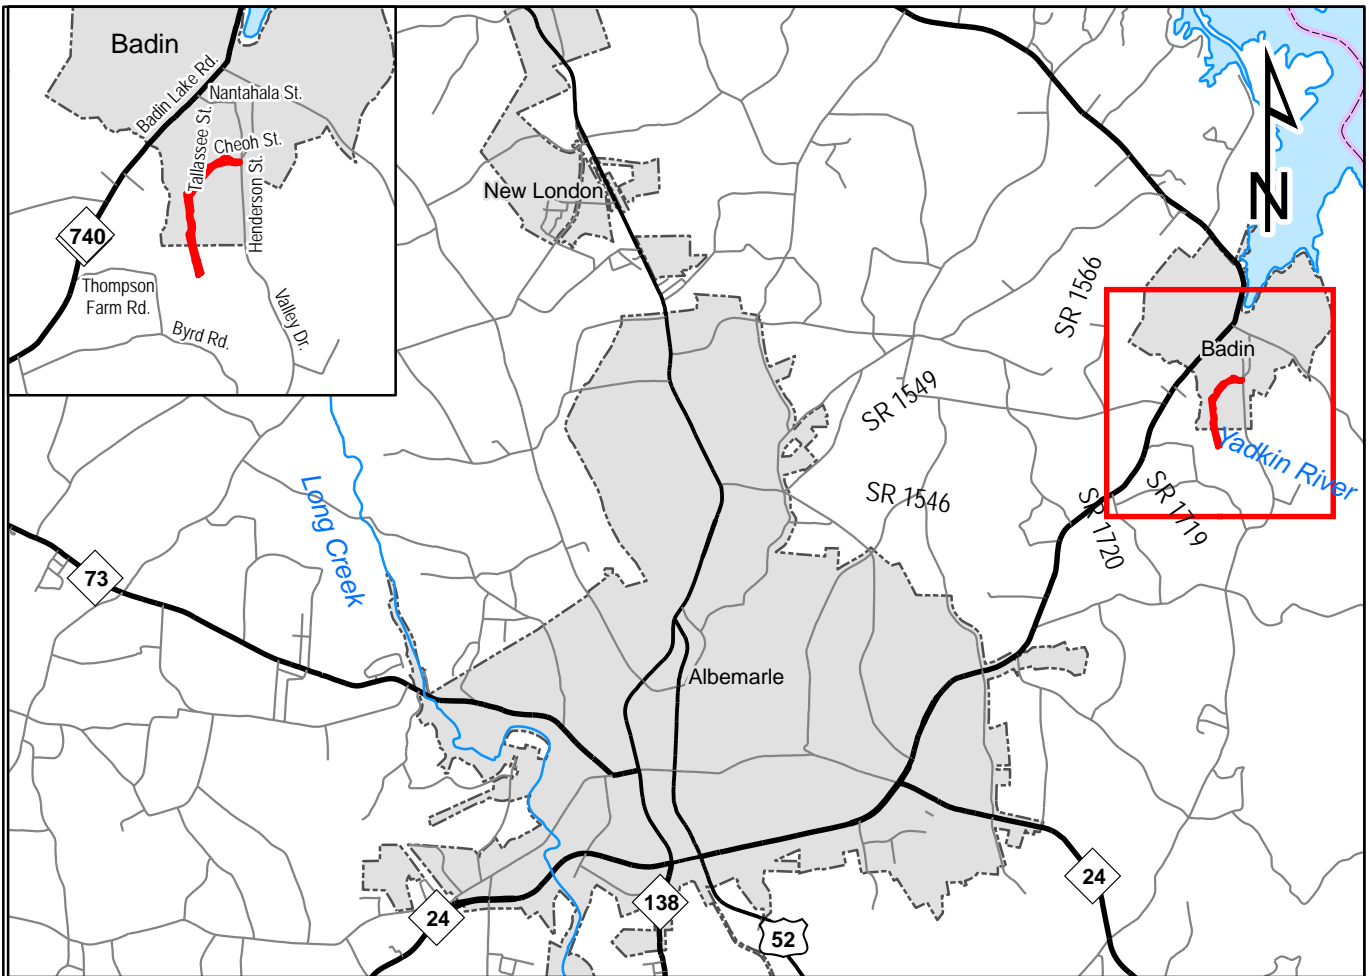 Badin
Badin Lake Rd.
Nantahala St.
Tallassee St.
Cheoh St.
Henderson St.
740
Thompson
Farm Rd.
Byrd Rd.
Valley Dr.
New London
N
SR 1566
Badin
SR 1549
Yadkin River
SR 1546
SR 1719
SR 1720
Long Creek
73
Albemarle
24
24
138
52